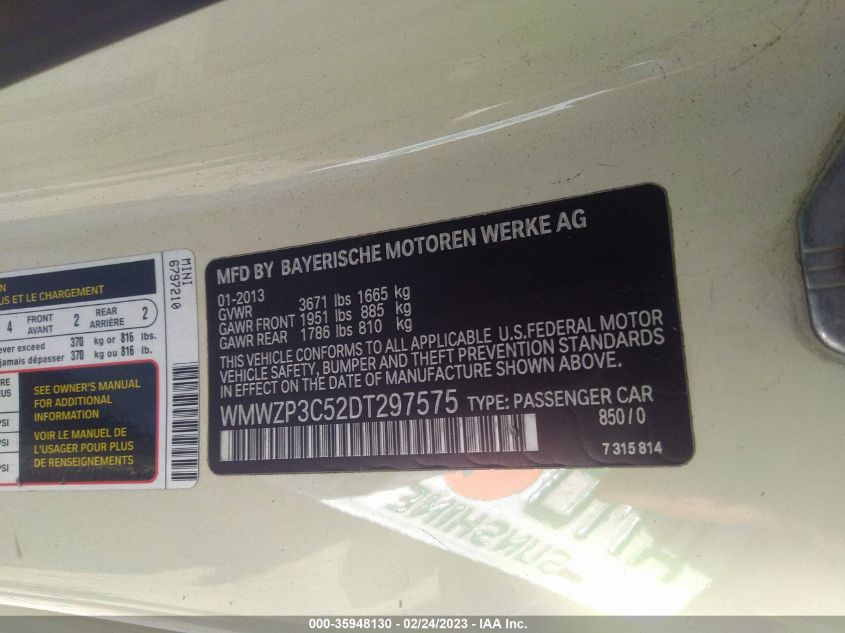 MFD BY BAYERISCHE MOTOREN WERKE AG
01-2013
GVWR 3671 lbs 1665 kg
GAWR FRONT 1951 lbs 885 kg
GAWR REAR 1786 lbs 810 kg
THIS VEHICLE CONFORMS TO ALL APPLICABLE U.S.FEDERAL MOTOR
VEHICLE SAFETY, BUMPER AND THEFT PREVENTION STANDARDS
IN EFFECT ON THE DATE OF MANUFACTURE SHOWN ABOVE.
WMWZP3C52DT297575 TYPE: PASSENGER CAR
850/0
7 315 814
MINI
6797210
US ET LE CHARGEMENT
4 FRONT AVANT 2 REAR ARRIÈRE 2
ever exceed 370 kg or 816 lbs.
jamais dépasser 370 kg ou 816 lb.
SEE OWNER'S MANUAL
FOR ADDITIONAL
INFORMATION
VOIR LE MANUEL DE
L'USAGER POUR PLUS
DE RENSEIGNEMENTS
SUNSHINE
000-35948130 - 02/24/2023 - IAA Inc.